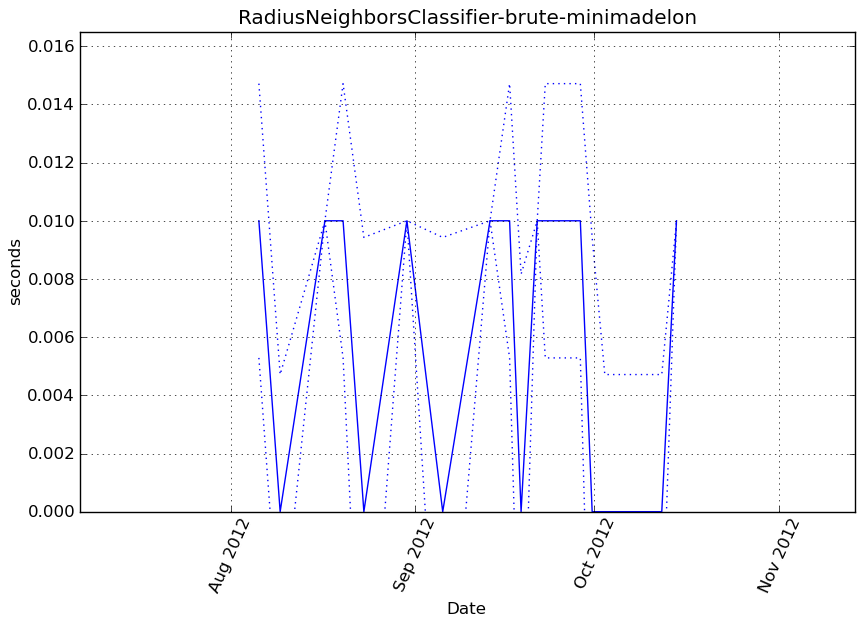 RadiusNeighborsClassifier-brute-minimadelon
0.016
0.014
0.012
0.010
0.008
0.006
0.004
0.002
0.000
seconds
Aug 2012
Sep 2012
Oct 2012
Nov 2012
Date